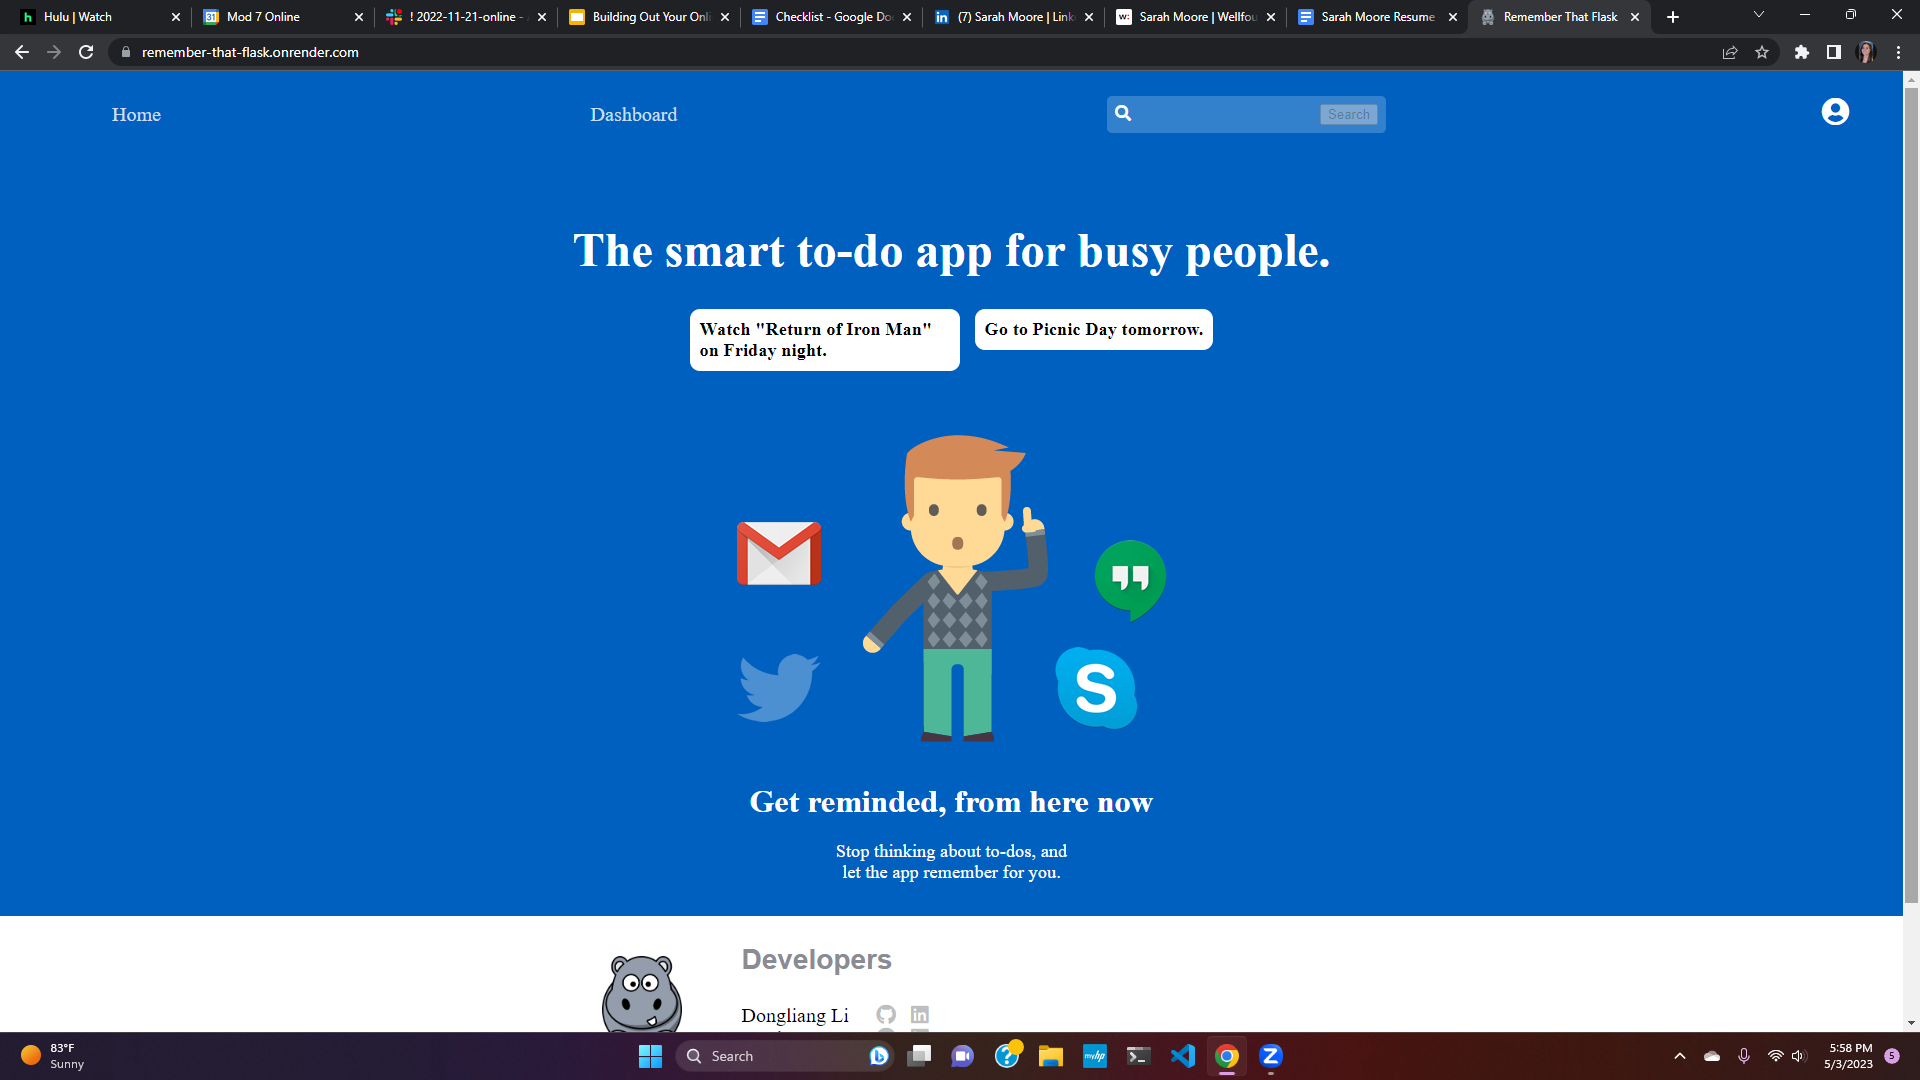 Hulu | Watch
Mod 7 Online
! 2022-11-21-online -
Building Out Your Onli
Checklist - Google Do
(7) Sarah Moore | Link
Sarah Moore | Wellfou
Sarah Moore Resume
Remember That Flask
remember-that-flask.onrender.com
Home
Dashboard
Search
The smart to-do app for busy people.
Watch "Return of Iron Man"
on Friday night.
Go to Picnic Day tomorrow.
Get reminded, from here now
Stop thinking about to-dos, and
let the app remember for you.
Developers
Dongliang Li
83°F
Sunny
Search
5:58 PM
5/3/2023
5